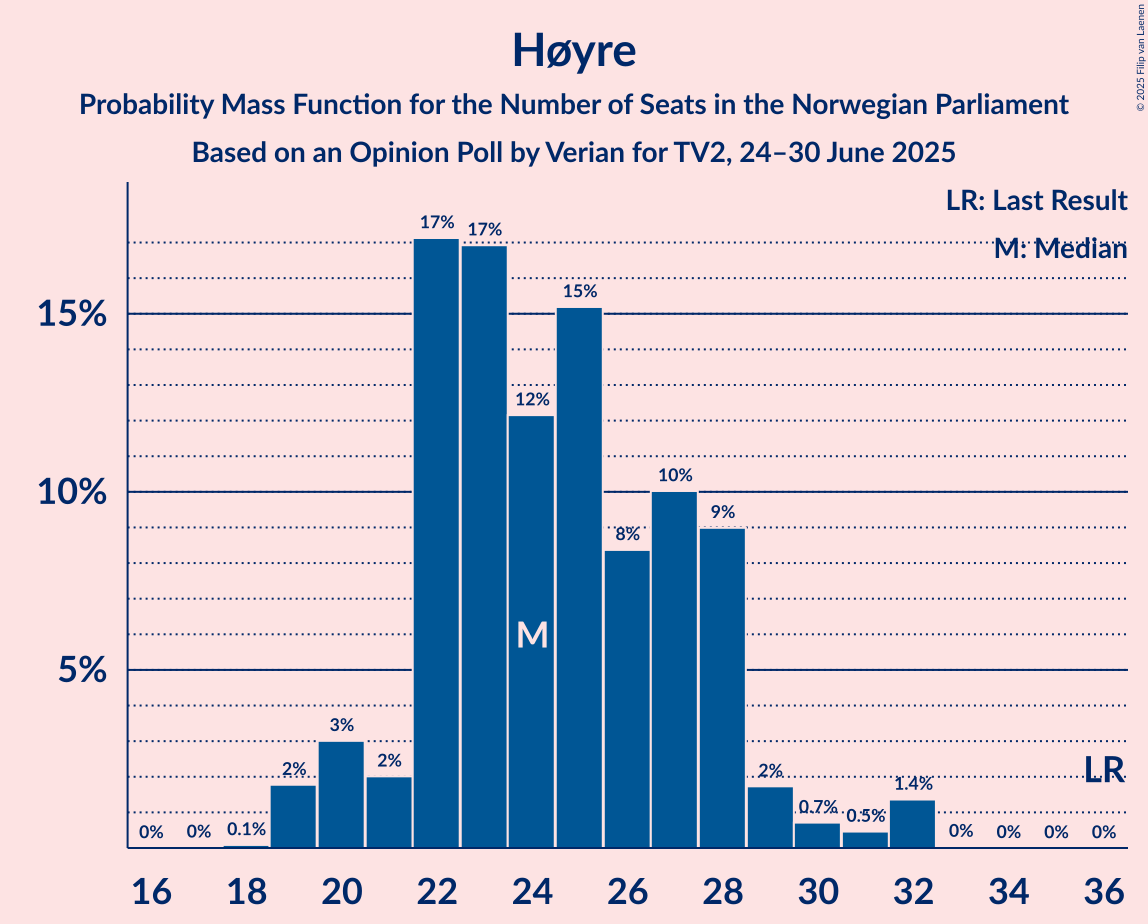 Høyre
Probability Mass Function for the Number of Seats in the Norwegian Parliament
Based on an Opinion Poll by Verian for TV2, 24–30 June 2025
© 2025 Filip van Laenen
LR: Last Result
M: Median
15%
10%
5%
0%
0%
0.1%
2%
3%
2%
17%
17%
12%
15%
8%
10%
9%
2%
0.7%
0.5%
1.4%
0%
0%
0%
0%
M
LR
16 18 20 22 24 26 28 30 32 34 36